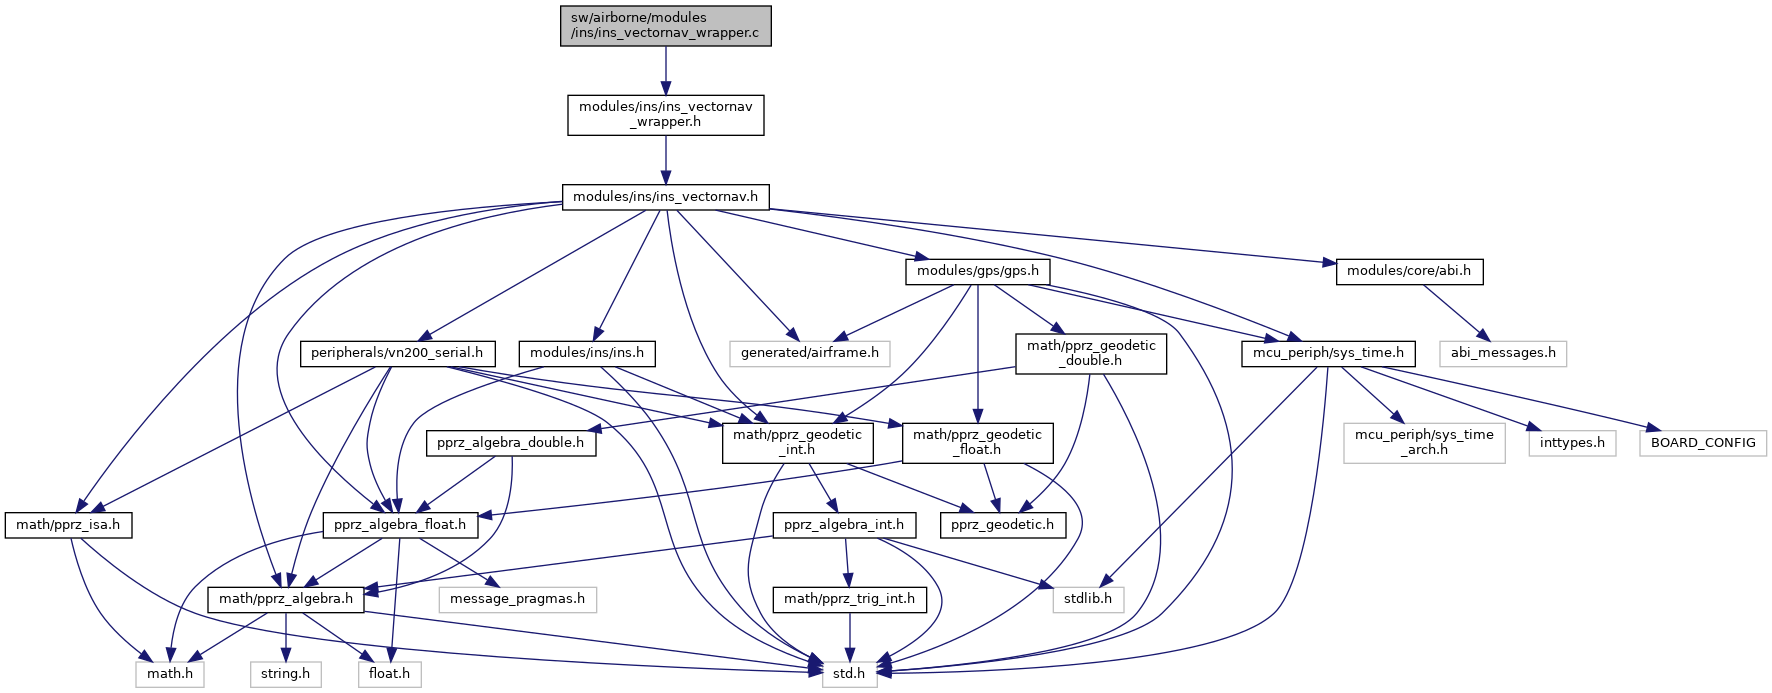 sw/airborne/modules
/ins/ins_vectornav_wrapper.c
modules/ins/ins_vectornav
_wrapper.h
modules/ins/ins_vectornav.h
modules/gps/gps.h
modules/core/abi.h
peripherals/vn200_serial.h
modules/ins/ins.h
generated/airframe.h
math/pprz_geodetic
_double.h
mcu_periph/sys_time.h
abi_messages.h
pprz_algebra_double.h
math/pprz_geodetic
_int.h
math/pprz_geodetic
_float.h
mcu_periph/sys_time
_arch.h
inttypes.h
BOARD_CONFIG
math/pprz_isa.h
pprz_algebra_float.h
pprz_algebra_int.h
pprz_geodetic.h
math/pprz_algebra.h
message_pragmas.h
math/pprz_trig_int.h
stdlib.h
math.h
string.h
float.h
std.h